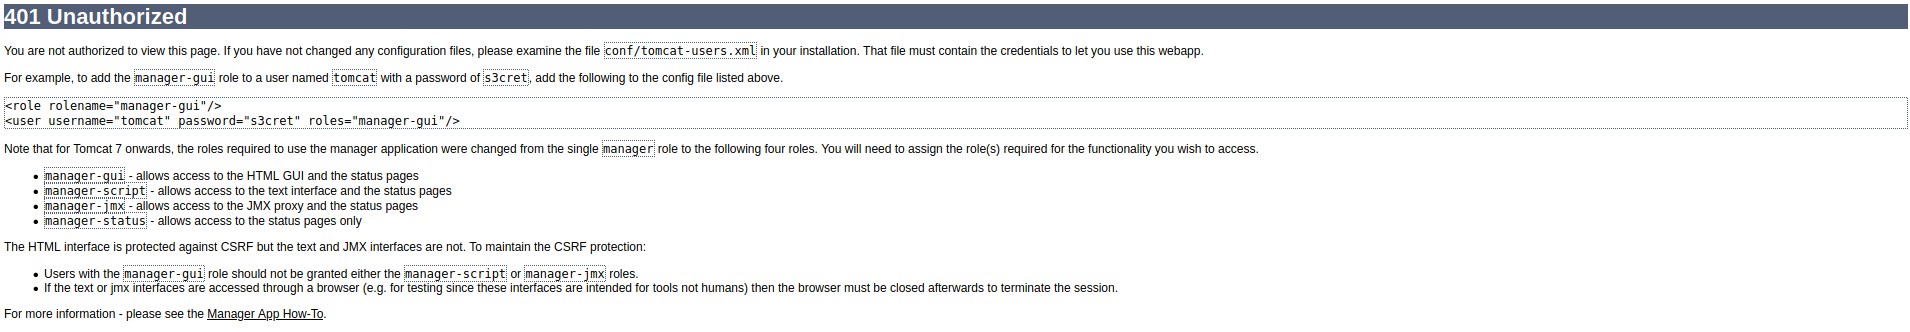 401 Unauthorized
You are not authorized to view this page. If you have not changed any configuration files, please examine the file conf/tomcat-users.xml in your installation. That file must contain the credentials to let you use this webapp.
For example, to add the manager-gui role to a user named tomcat with a password of s3cret, add the following to the config file listed above.
<role rolename="manager-gui"/>
<user username="tomcat" password="s3cret" roles="manager-gui"/>
Note that for Tomcat 7 onwards, the roles required to use the manager application were changed from the single manager role to the following four roles. You will need to assign the role(s) required for the functionality you wish to access.
• manager-gui - allows access to the HTML GUI and the status pages
• manager-script - allows access to the text interface and the status pages
• manager-jmx - allows access to the JMX proxy and the status pages
• manager-status - allows access to the status pages only
The HTML interface is protected against CSRF but the text and JMX interfaces are not. To maintain the CSRF protection:
• Users with the manager-gui role should not be granted either the manager-script or manager-jmx roles.
• If the text or jmx interfaces are accessed through a browser (e.g. for testing since these interfaces are intended for tools not humans) then the browser must be closed afterwards to terminate the session.
For more information - please see the Manager App How-To.